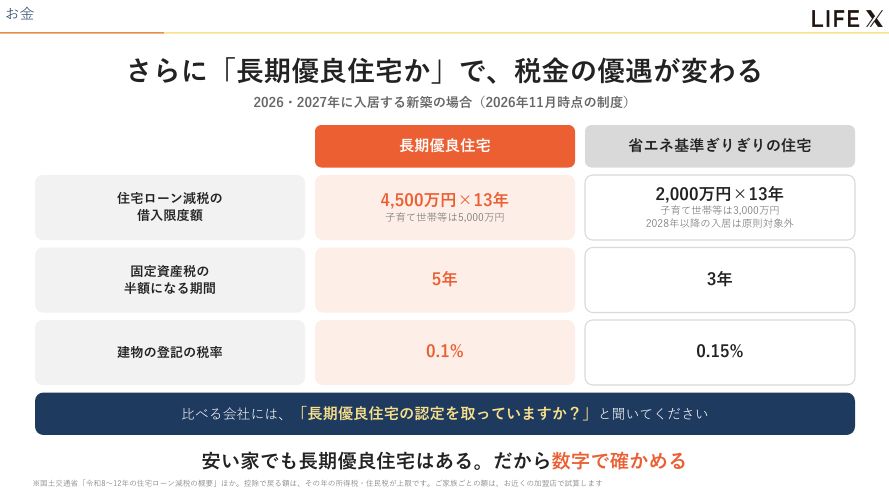 お金
LIFE X
さらに「長期優良住宅か」で、税金の優遇が変わる
2026・2027年に入居する新築の場合（2026年11月時点の制度）
長期優良住宅
省エネ基準ぎりぎりの住宅
住宅ローン減税の
借入限度額
4,500万円×13年
子育て世帯等は5,000万円
2,000万円×13年
子育て世帯等は3,000万円
2028年以降の入居は原則対象外
固定資産税の
半額になる期間
5年
3年
建物の登記の税率
0.1%
0.15%
比べる会社には、「長期優良住宅の認定を取っていますか？」と聞いてください
安い家でも長期優良住宅はある。だから数字で確かめる
※国土交通省「令和8〜12年の住宅ローン減税の概要」ほか。控除で戻る額は、その年の所得税・住民税が上限です。ご家族ごとの額は、お近くの加盟店で試算します